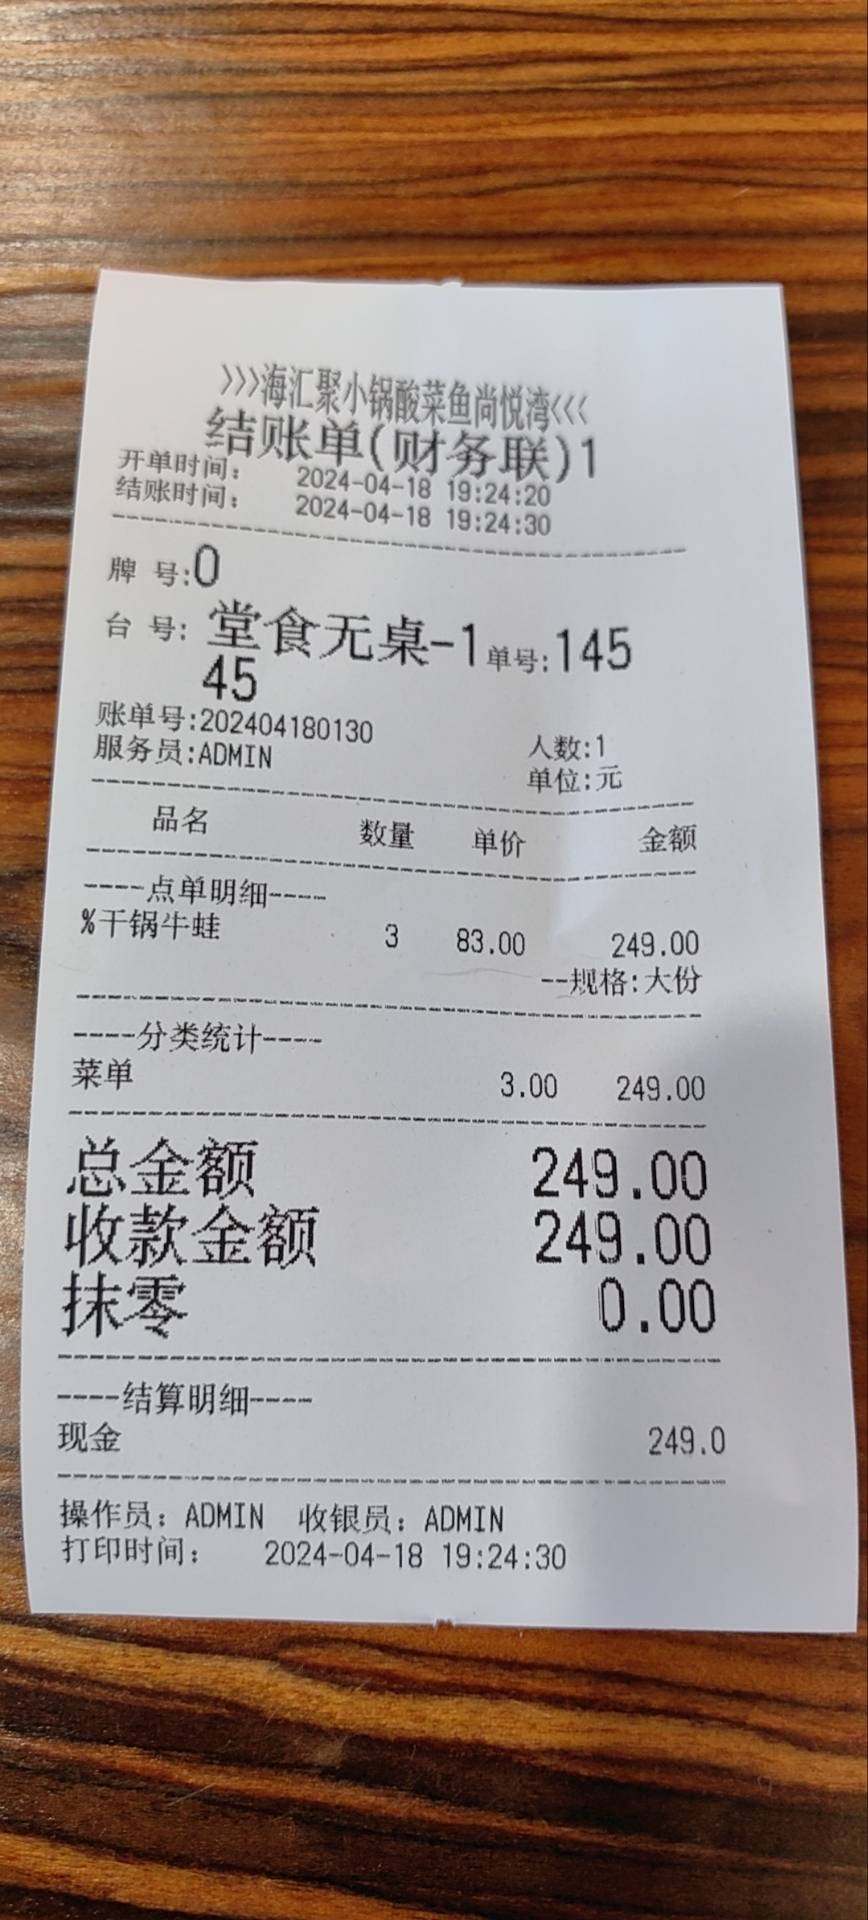 >>>海汇聚小锅酸菜鱼尚悦湾<<<
结账单(财务联)1
开单时间： 2024-04-18 19:24:20
结账时间： 2024-04-18 19:24:30
牌 号:0
台 号: 堂食无桌-1 单号:145
45
账单号:202404180130
人数:1
服务员:ADMIN
单位:元
品名 数量 单价 金额
----点单明细----
%干锅牛蛙 3 83.00 249.00
--规格:大份
----分类统计----
菜单 3.00 249.00
总金额 249.00
收款金额 249.00
抹零 0.00
----结算明细----
现金 249.0
操作员：ADMIN 收银员：ADMIN
打印时间： 2024-04-18 19:24:30